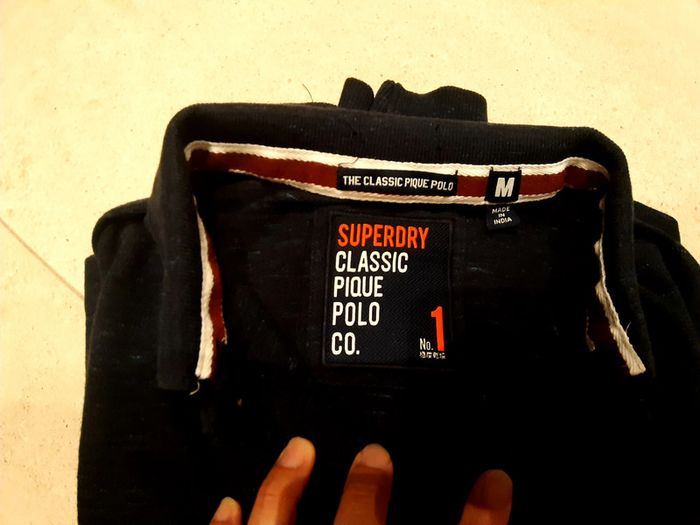 THE CLASSIC PIQUE POLO
M
MADE
IN
INDIA
SUPERDRY
CLASSIC
PIQUE
POLO
CO.
No. 1